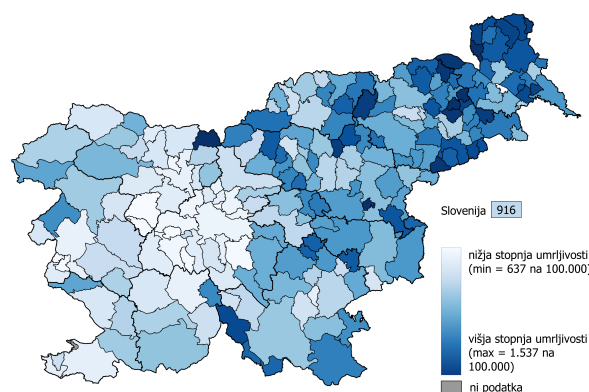 Slovenija 916
nižja stopnja umrljivosti
(min = 637 na 100.000)
višja stopnja umrljivosti
(max = 1.537 na
100.000)
ni podatka